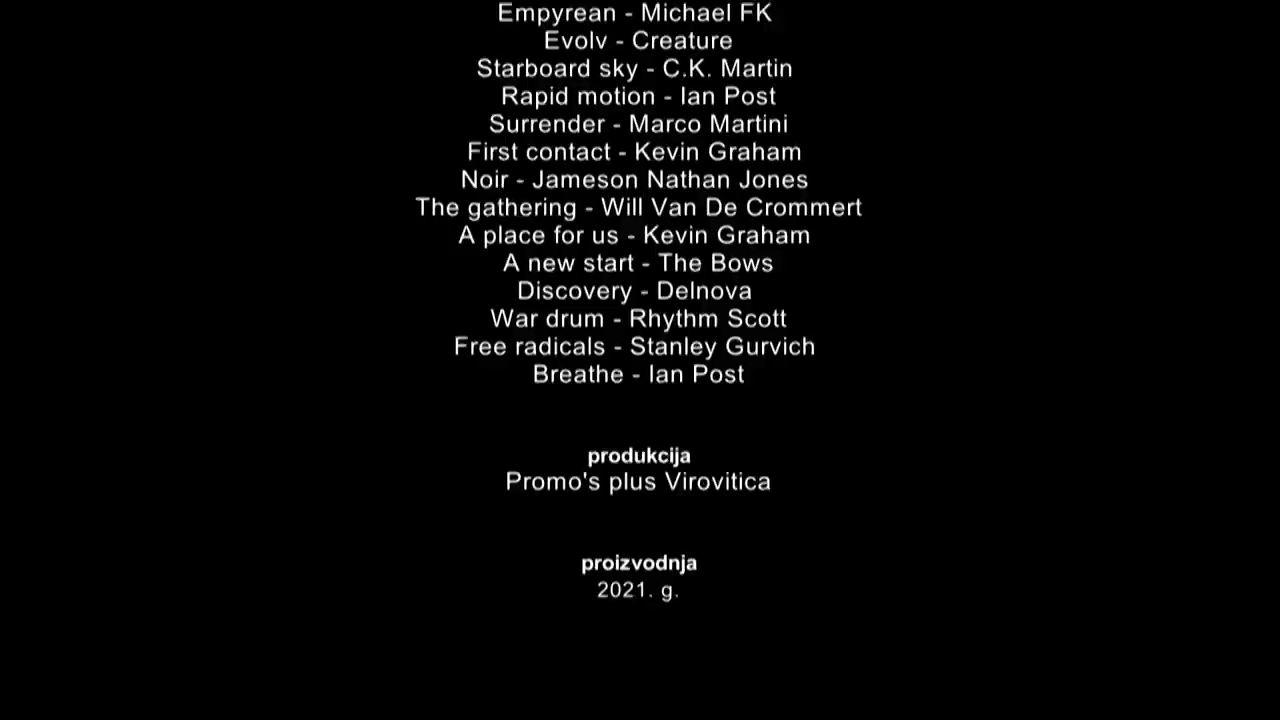 Empyrean - Michael FK
Evolv - Creature
Starboard sky - C.K. Martin
Rapid motion - Ian Post
Surrender - Marco Martini
First contact - Kevin Graham
Noir - Jameson Nathan Jones
The gathering - Will Van De Crommert
A place for us - Kevin Graham
A new start - The Bows
Discovery - Delnova
War drum - Rhythm Scott
Free radicals - Stanley Gurvich
Breathe - Ian Post
produkcija
Promo's plus Virovitica
proizvodnja
2021. g.